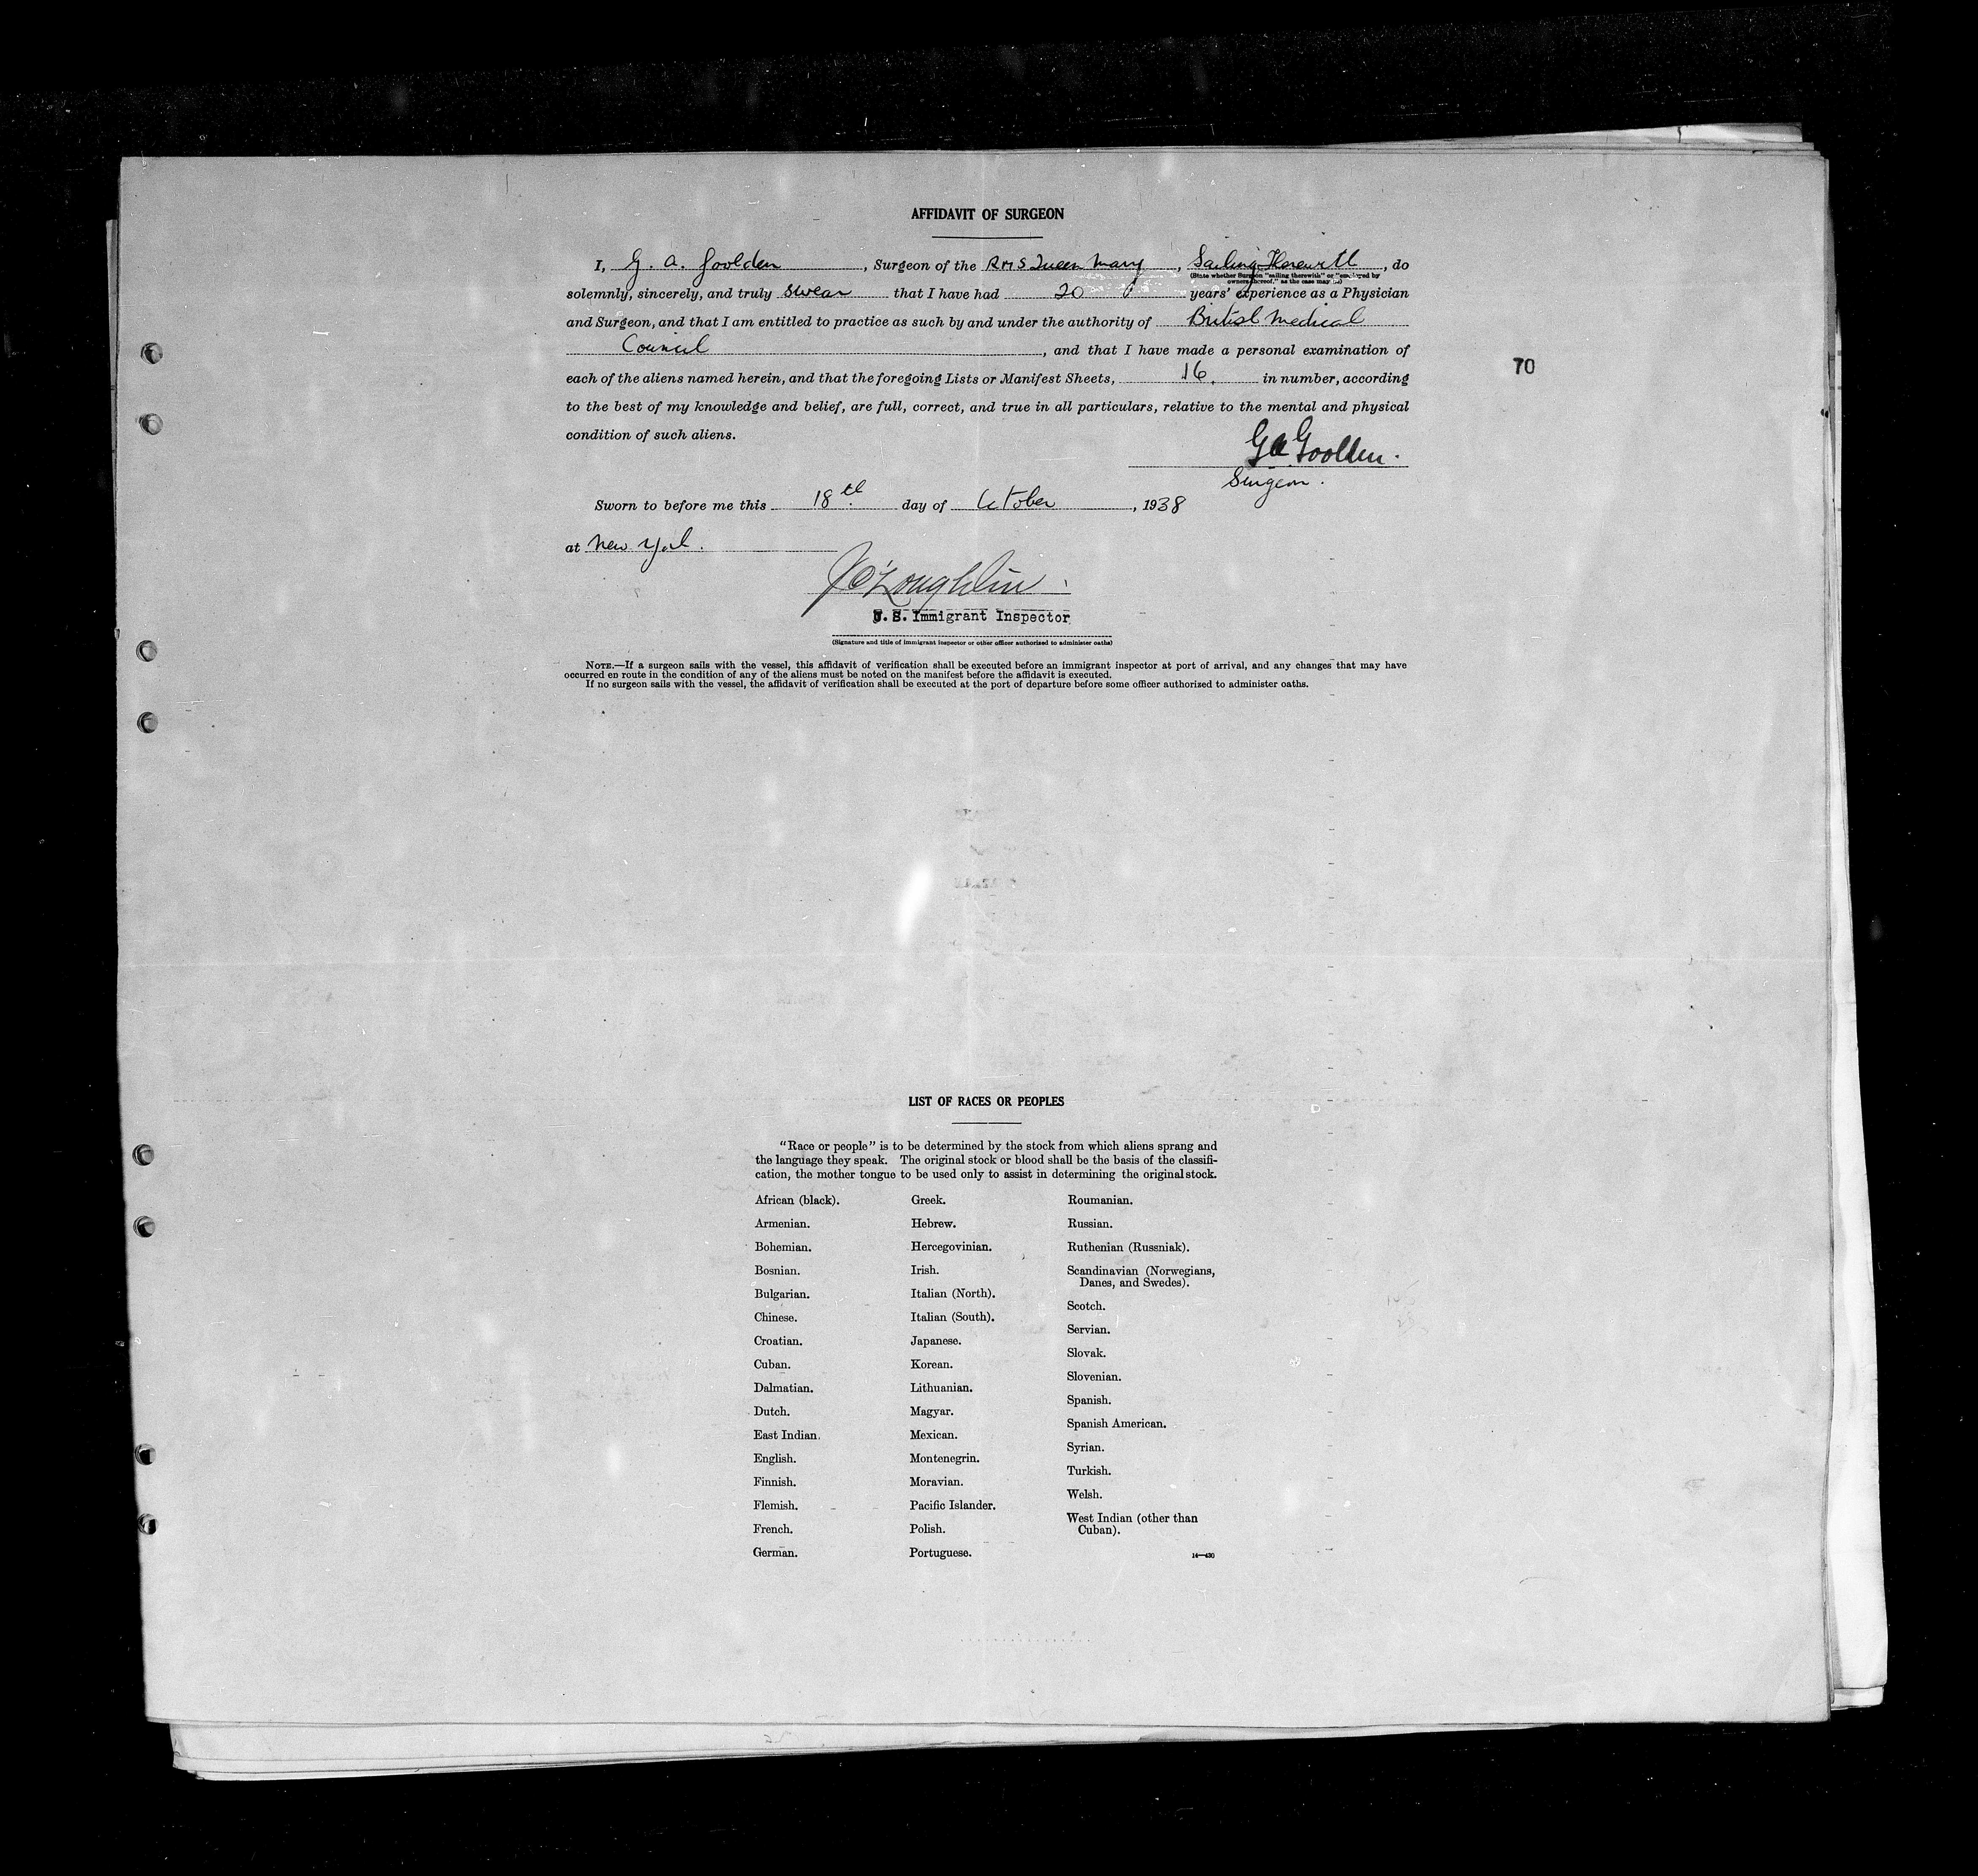 AFFIDAVIT OF SURGEON
I, G. A. Goolden, Surgeon of the RMS Queen Mary, Sailing Therewith, do
(State whether Surgeon "sailing therewith" or "employed by
owners thereof," as the case may be)
solemnly, sincerely, and truly swear that I have had 20 years' experience as a Physician
and Surgeon, and that I am entitled to practice as such by and under the authority of British Medical
Council, and that I have made a personal examination of
70
each of the aliens named herein, and that the foregoing Lists or Manifest Sheets, 16. in number, according
to the best of my knowledge and belief, are full, correct, and true in all particulars, relative to the mental and physical
condition of such aliens.
G A Goolden.
Surgeon.
Sworn to before me this 18th day of October, 1938
at New York.
J O'Loughlin
U. S. Immigrant Inspector
(Signature and title of immigrant inspector or other officer authorized to administer oaths)
NOTE.—If a surgeon sails with the vessel, this affidavit of verification shall be executed before an immigrant inspector at port of arrival, and any changes that may have
occurred en route in the condition of any of the aliens must be noted on the manifest before the affidavit is executed.
If no surgeon sails with the vessel, the affidavit of verification shall be executed at the port of departure before some officer authorized to administer oaths.
LIST OF RACES OR PEOPLES
"Race or people" is to be determined by the stock from which aliens sprang and
the language they speak. The original stock or blood shall be the basis of the classifi-
cation, the mother tongue to be used only to assist in determining the original stock.
African (black).
Armenian.
Bohemian.
Bosnian.
Bulgarian.
Chinese.
Croatian.
Cuban.
Dalmatian.
Dutch.
East Indian.
English.
Finnish.
Flemish.
French.
German.
Greek.
Hebrew.
Hercegovinian.
Irish.
Italian (North).
Italian (South).
Japanese.
Korean.
Lithuanian.
Magyar.
Mexican.
Montenegrin.
Moravian.
Pacific Islander.
Polish.
Portuguese.
Roumanian.
Russian.
Ruthenian (Russniak).
Scandinavian (Norwegians,
Danes, and Swedes).
Scotch.
Servian.
Slovak.
Slovenian.
Spanish.
Spanish American.
Syrian.
Turkish.
Welsh.
West Indian (other than
Cuban).
14—430